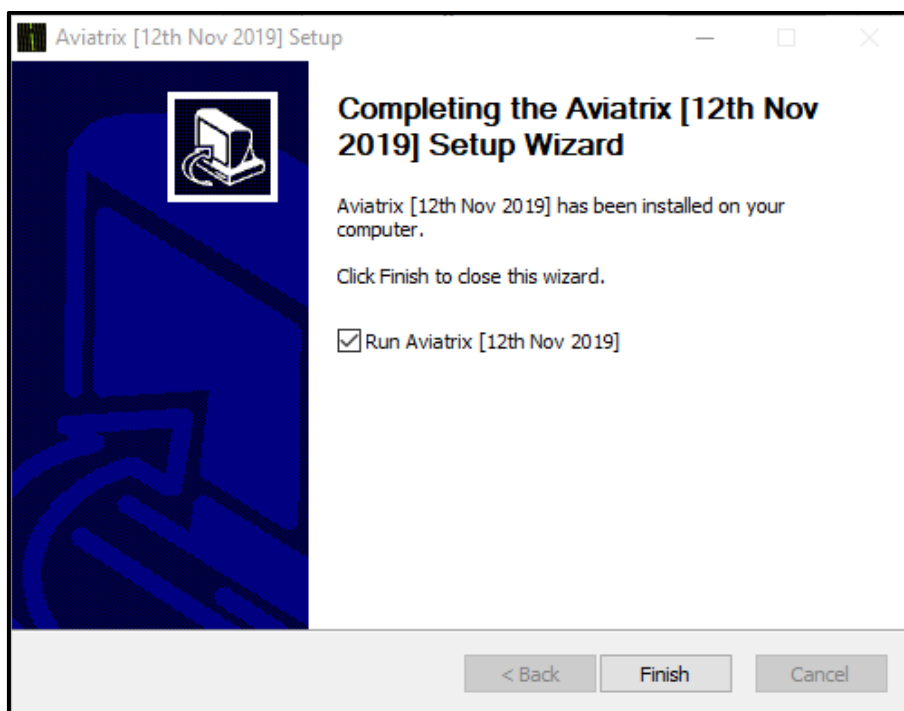 Aviatrix [12th Nov 2019] Setup
Completing the Aviatrix [12th Nov
2019] Setup Wizard
Aviatrix [12th Nov 2019] has been installed on your
computer.
Click Finish to close this wizard.
Run Aviatrix [12th Nov 2019]
< Back
Finish
Cancel